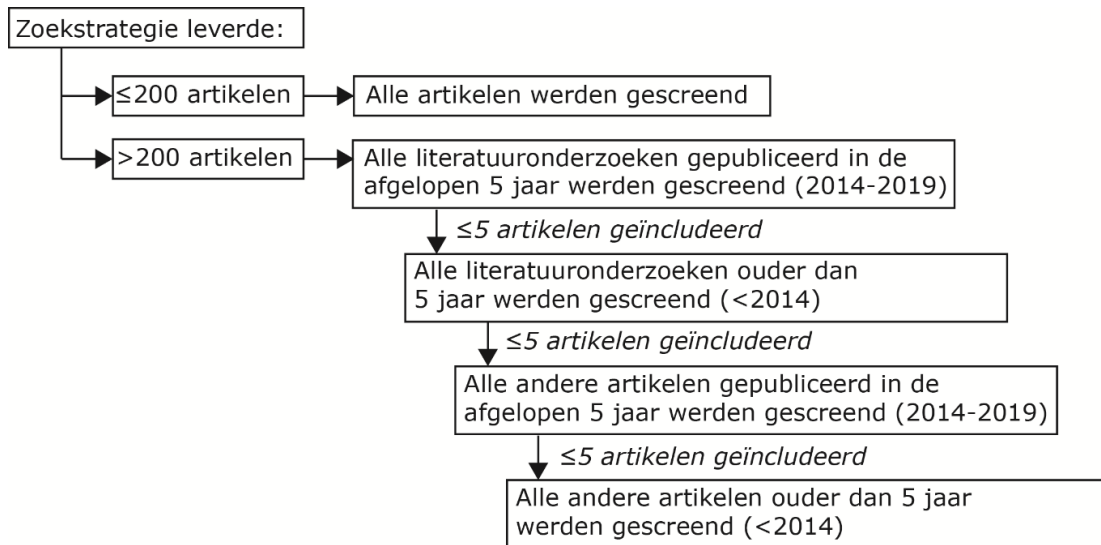 Zoekstrategie leverde:
≤200 artikelen
Alle artikelen werden gescreend
>200 artikelen
Alle literatuuronderzoeken gepubliceerd in de
afgelopen 5 jaar werden gescreend (2014-2019)
≤5 artikelen geïncludeerd
Alle literatuuronderzoeken ouder dan
5 jaar werden gescreend (<2014)
≤5 artikelen geïncludeerd
Alle andere artikelen gepubliceerd in de
afgelopen 5 jaar werden gescreend (2014-2019)
≤5 artikelen geïncludeerd
Alle andere artikelen ouder dan 5 jaar
werden gescreend (<2014)